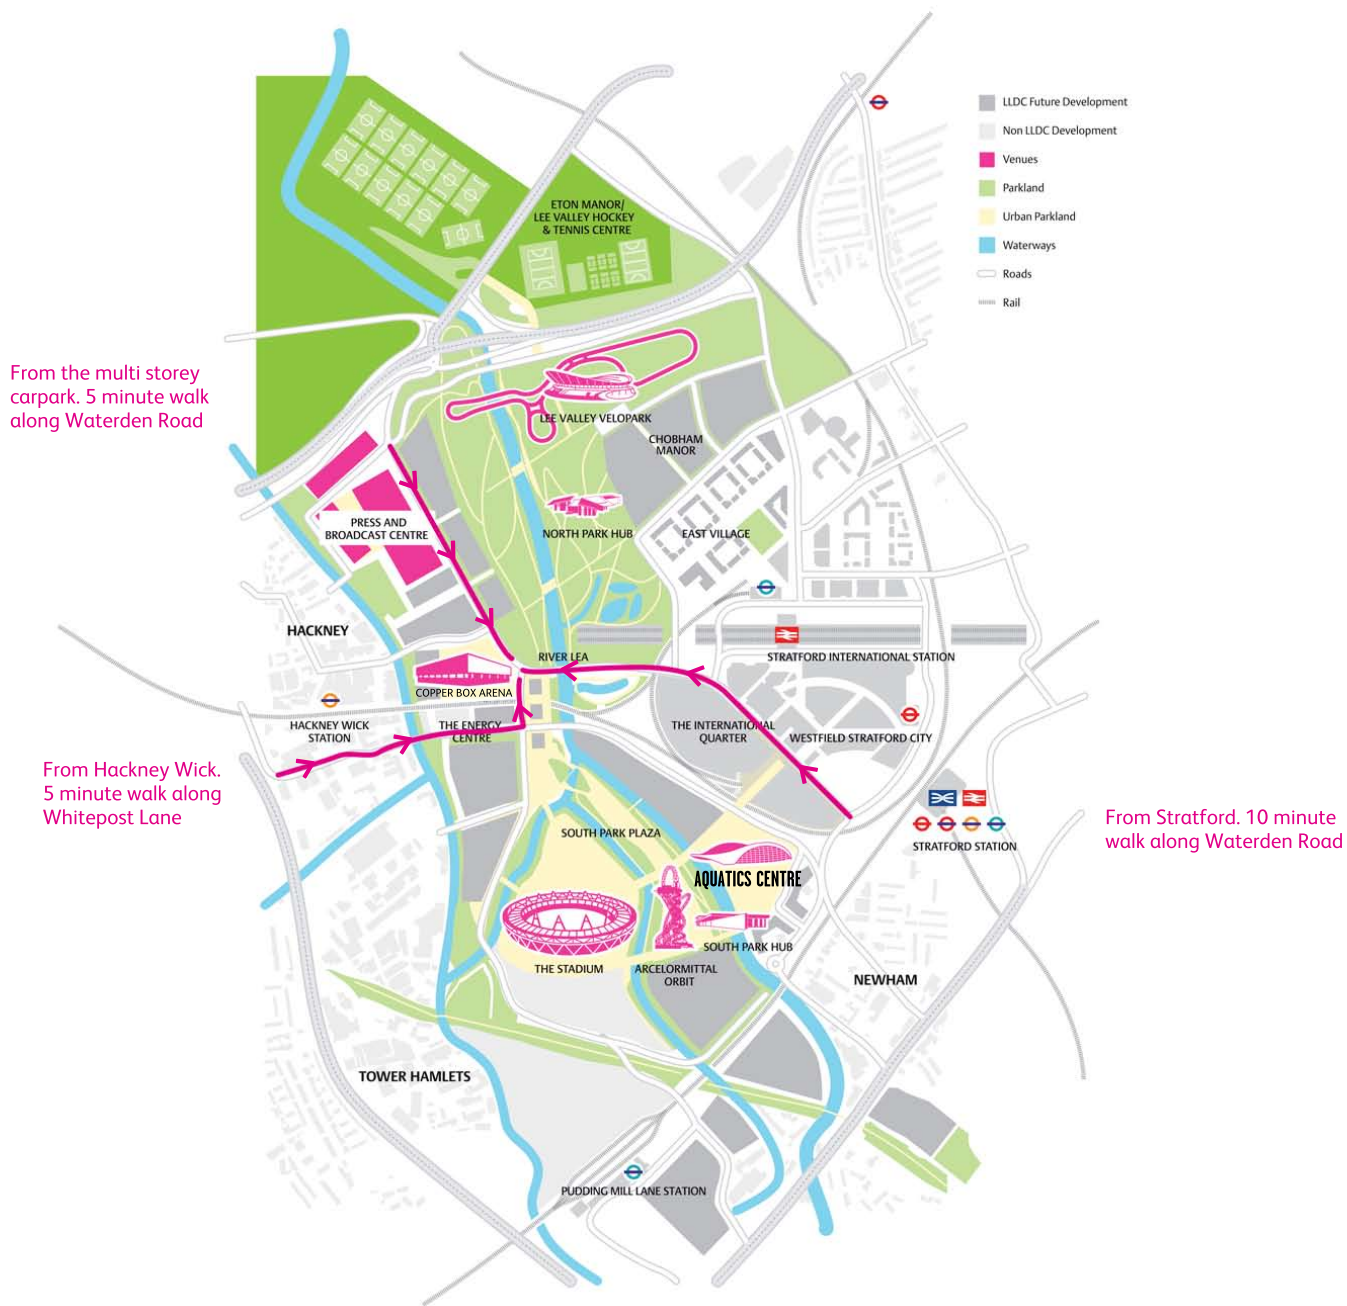 LLDC Future Development
Non LLDC Development
Venues
Parkland
Urban Parkland
Waterways
Roads
Rail
ETON MANOR/
LEE VALLEY HOCKEY
& TENNIS CENTRE
From the multi storey
carpark. 5 minute walk
along Waterden Road
LEE VALLEY VELOPARK
CHOBHAM
MANOR
PRESS AND
BROADCAST CENTRE
NORTH PARK HUB
EAST VILLAGE
HACKNEY
RIVER LEA
STRATFORD INTERNATIONAL STATION
COPPER BOX ARENA
HACKNEY WICK
STATION
THE ENERGY
CENTRE
THE INTERNATIONAL
QUARTER
WESTFIELD STRATFORD CITY
From Hackney Wick.
5 minute walk along
Whitepost Lane
From Stratford. 10 minute
walk along Waterden Road
STRATFORD STATION
SOUTH PARK PLAZA
AQUATICS CENTRE
SOUTH PARK HUB
THE STADIUM
ARCELORMITTAL
ORBIT
NEWHAM
TOWER HAMLETS
PUDDING MILL LANE STATION